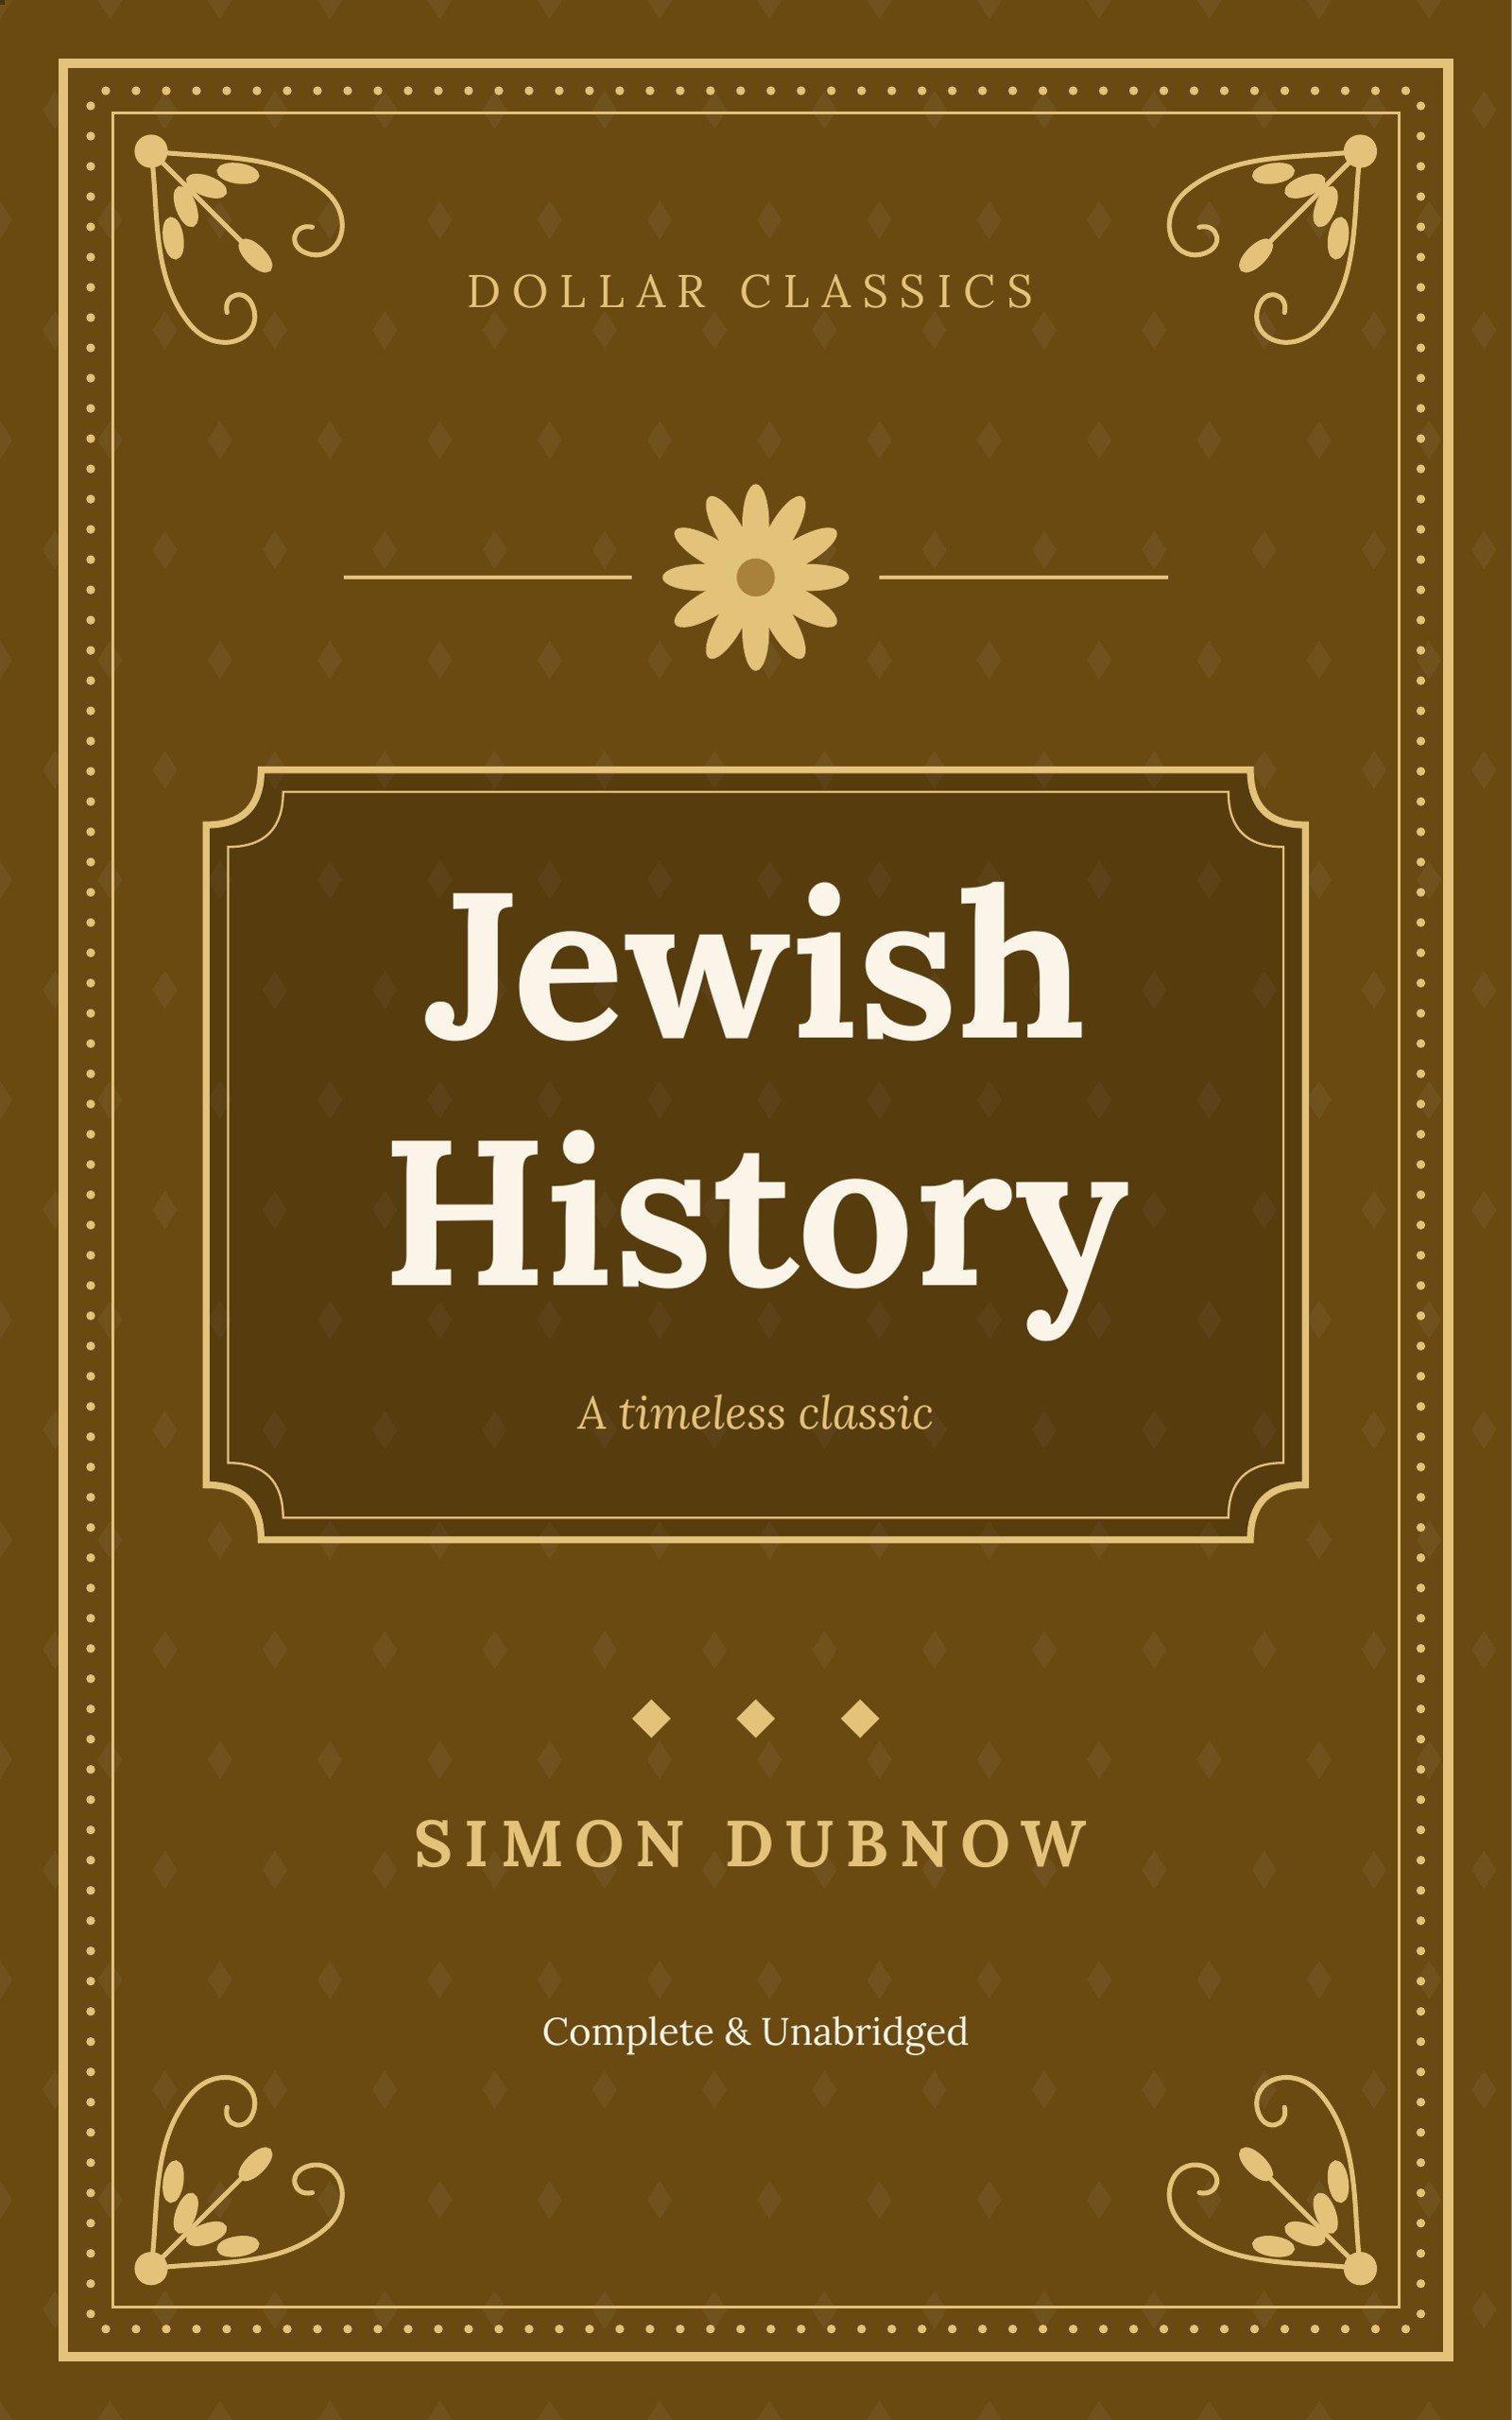 DOLLAR CLASSICS
Jewish
History
A timeless classic
SIMON DUBNOW
Complete & Unabridged